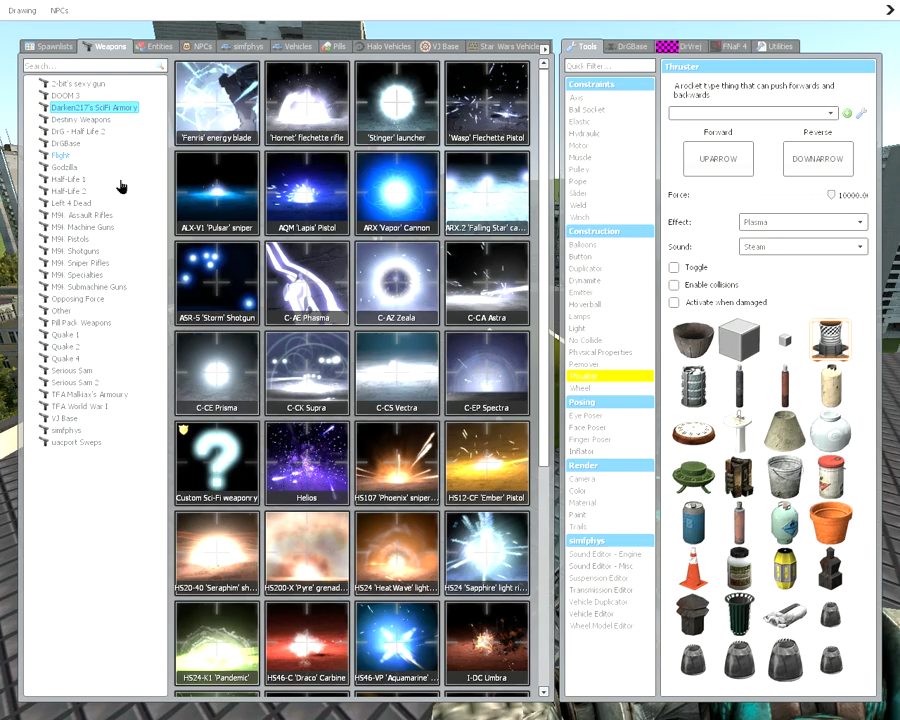 Drawing NPCs
Spawnlists Weapons Entities NPCs simfphys Vehicles Pills Halo Vehicles VJ Base Star Wars Vehicle
Tools DrGBase DrVrej FNaF 4 Utilities
Search...
2-bit's sexy gun
DOOM 3
Darken217's SciFi Armory
Destiny Weapons
DrG - Half Life 2
DrGBase
Flight
Godzilla
Half-Life 1
Half-Life 2
Left 4 Dead
M9K Assault Rifles
M9K Machine Guns
M9K Pistols
M9K Shotguns
M9K Sniper Rifles
M9K Specialties
M9K Submachine Guns
Opposing Force
Other
Pill Pack Weapons
Quake 1
Quake 2
Quake 4
Serious Sam
Serious Sam 2
TFA Malkiax's Armoury
TFA World War I
VJ Base
simfphys
uacport Sweps
'Fenris' energy blade
'Hornet' flechette rifle
'Stinger' launcher
'Wasp' Flechette Pistol
ALX-V1 'Pulsar' sniper
AQM 'Lapis' Pistol
ARX 'Vapor' Cannon
ARX.2 'Falling Star' ca...
ASR-5 'Storm' Shotgun
C-AE Phasma
C-AZ Zeala
C-CA Astra
C-CE Prisma
C-CK Supra
C-CS Vectra
C-EP Spectra
Custom Sci-Fi weaponry
Helios
HS107 'Phoenix' sniper...
HS12-CF 'Ember' Pistol
HS20-40 'Seraphim' sh...
HS200-X 'Pyre' grenad...
HS24 'HeatWave' light...
HS24 'Sapphire' light ri...
HS24-K1 'Pandemic'
HS46-C 'Draco' Carbine
HS46-VP 'Aquamarine' ...
I-DC Umbra
Quick Filter...
Constraints
Axis
Ball Socket
Elastic
Hydraulic
Motor
Muscle
Pulley
Rope
Slider
Weld
Winch
Construction
Balloons
Button
Duplicator
Dynamite
Emitter
Hoverball
Lamps
Light
No Collide
Physical Properties
Remover
Thruster
Wheel
Posing
Eye Poser
Face Poser
Finger Poser
Inflator
Render
Camera
Color
Material
Paint
Trails
simfphys
Sound Editor - Engine
Sound Editor - Misc
Suspension Editor
Transmission Editor
Vehicle Duplicator
Vehicle Editor
Wheel Model Editor
Thruster
A rocket type thing that can push forwards and
backwards
Forward Reverse
UPARROW DOWNARROW
Force: 10000.0
Effect: Plasma
Sound: Steam
Toggle
Enable collisions
Activate when damaged